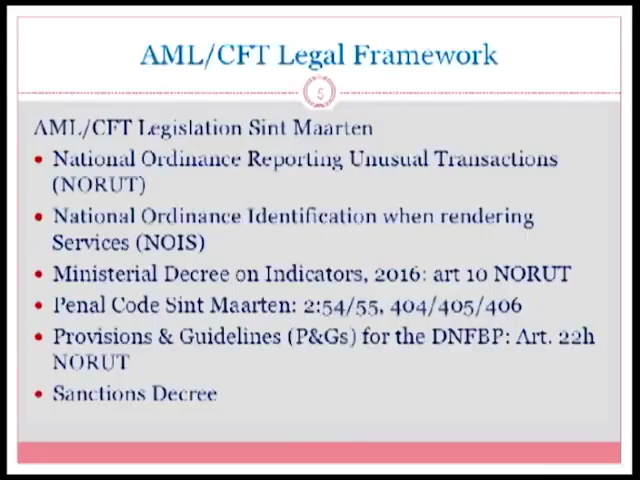 AML/CFT Legal Framework
5
AML/CFT Legislation Sint Maarten
• National Ordinance Reporting Unusual Transactions
(NORUT)
• National Ordinance Identification when rendering
Services (NOIS)
• Ministerial Decree on Indicators, 2016: art 10 NORUT
• Penal Code Sint Maarten: 2:54/55, 404/405/406
• Provisions & Guidelines (P&Gs) for the DNFBP: Art. 22h
NORUT
• Sanctions Decree